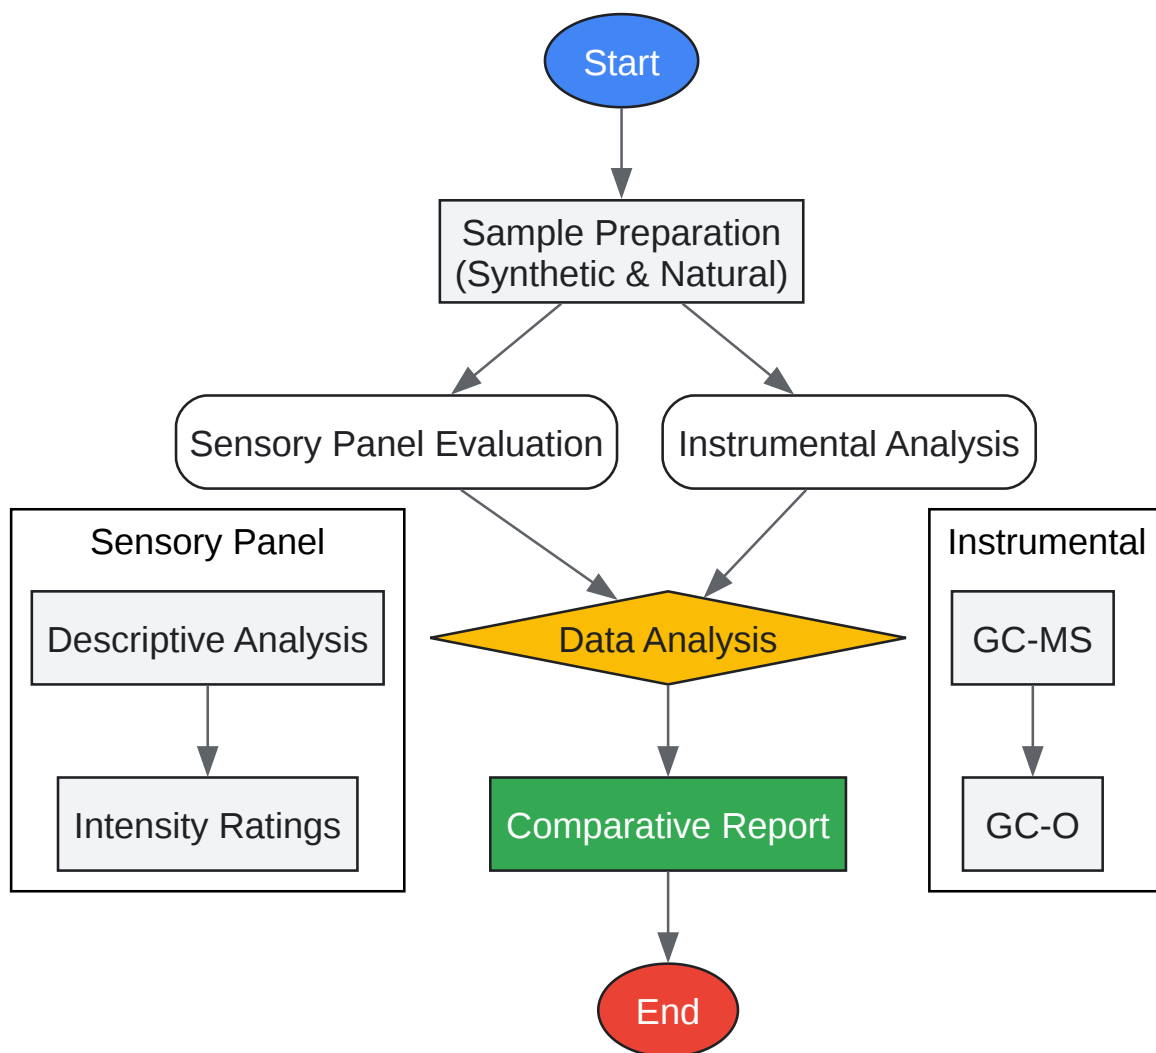 Start
Sample Preparation
(Synthetic & Natural)
Sensory Panel Evaluation
Instrumental Analysis
Sensory Panel
Instrumental
Descriptive Analysis
Data Analysis
GC-MS
Intensity Ratings
Comparative Report
GC-O
End